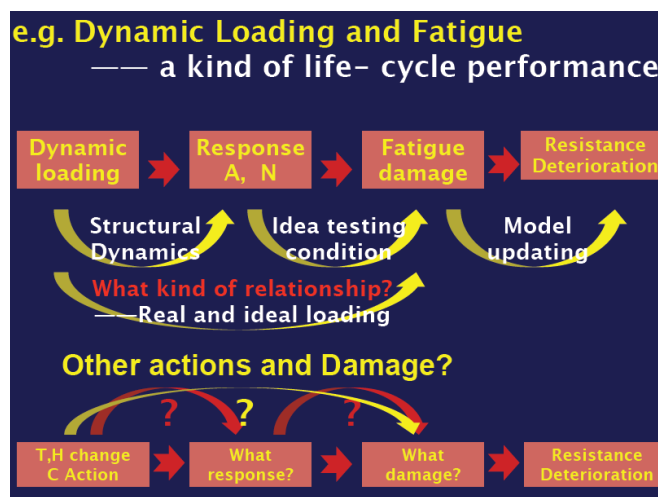 e.g. Dynamic Loading and Fatigue
—— a kind of life- cycle performance
Dynamic
loading
Response
A, N
Fatigue
damage
Resistance
Deterioration
Structural
Dynamics
Idea testing
condition
Model
updating
What kind of relationship?
——Real and ideal loading
Other actions and Damage?
? ? ?
T,H change
C Action
What
response?
What
damage?
Resistance
Deterioration